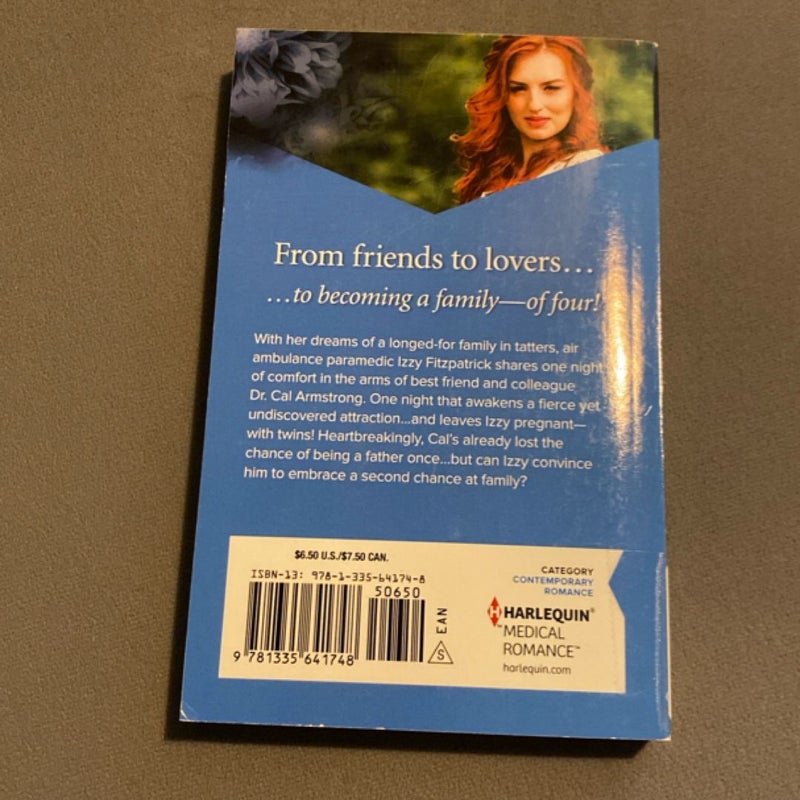 From friends to lovers...
...to becoming a family—of four!
With her dreams of a longed-for family in tatters, air
ambulance paramedic Izzy Fitzpatrick shares one night
of comfort in the arms of best friend and colleague
Dr. Cal Armstrong. One night that awakens a fierce yet
undiscovered attraction...and leaves Izzy pregnant—
with twins! Heartbreakingly, Cal's already lost the
chance of being a father once...but can Izzy convince
him to embrace a second chance at family?
$6.50 U.S./$7.50 CAN.
ISBN-13: 978-1-335-64174-8
50650
9 781335 641748
EAN
S
CATEGORY
CONTEMPORARY
ROMANCE
H HARLEQUIN®
™MEDICAL
ROMANCE™
harlequin.com